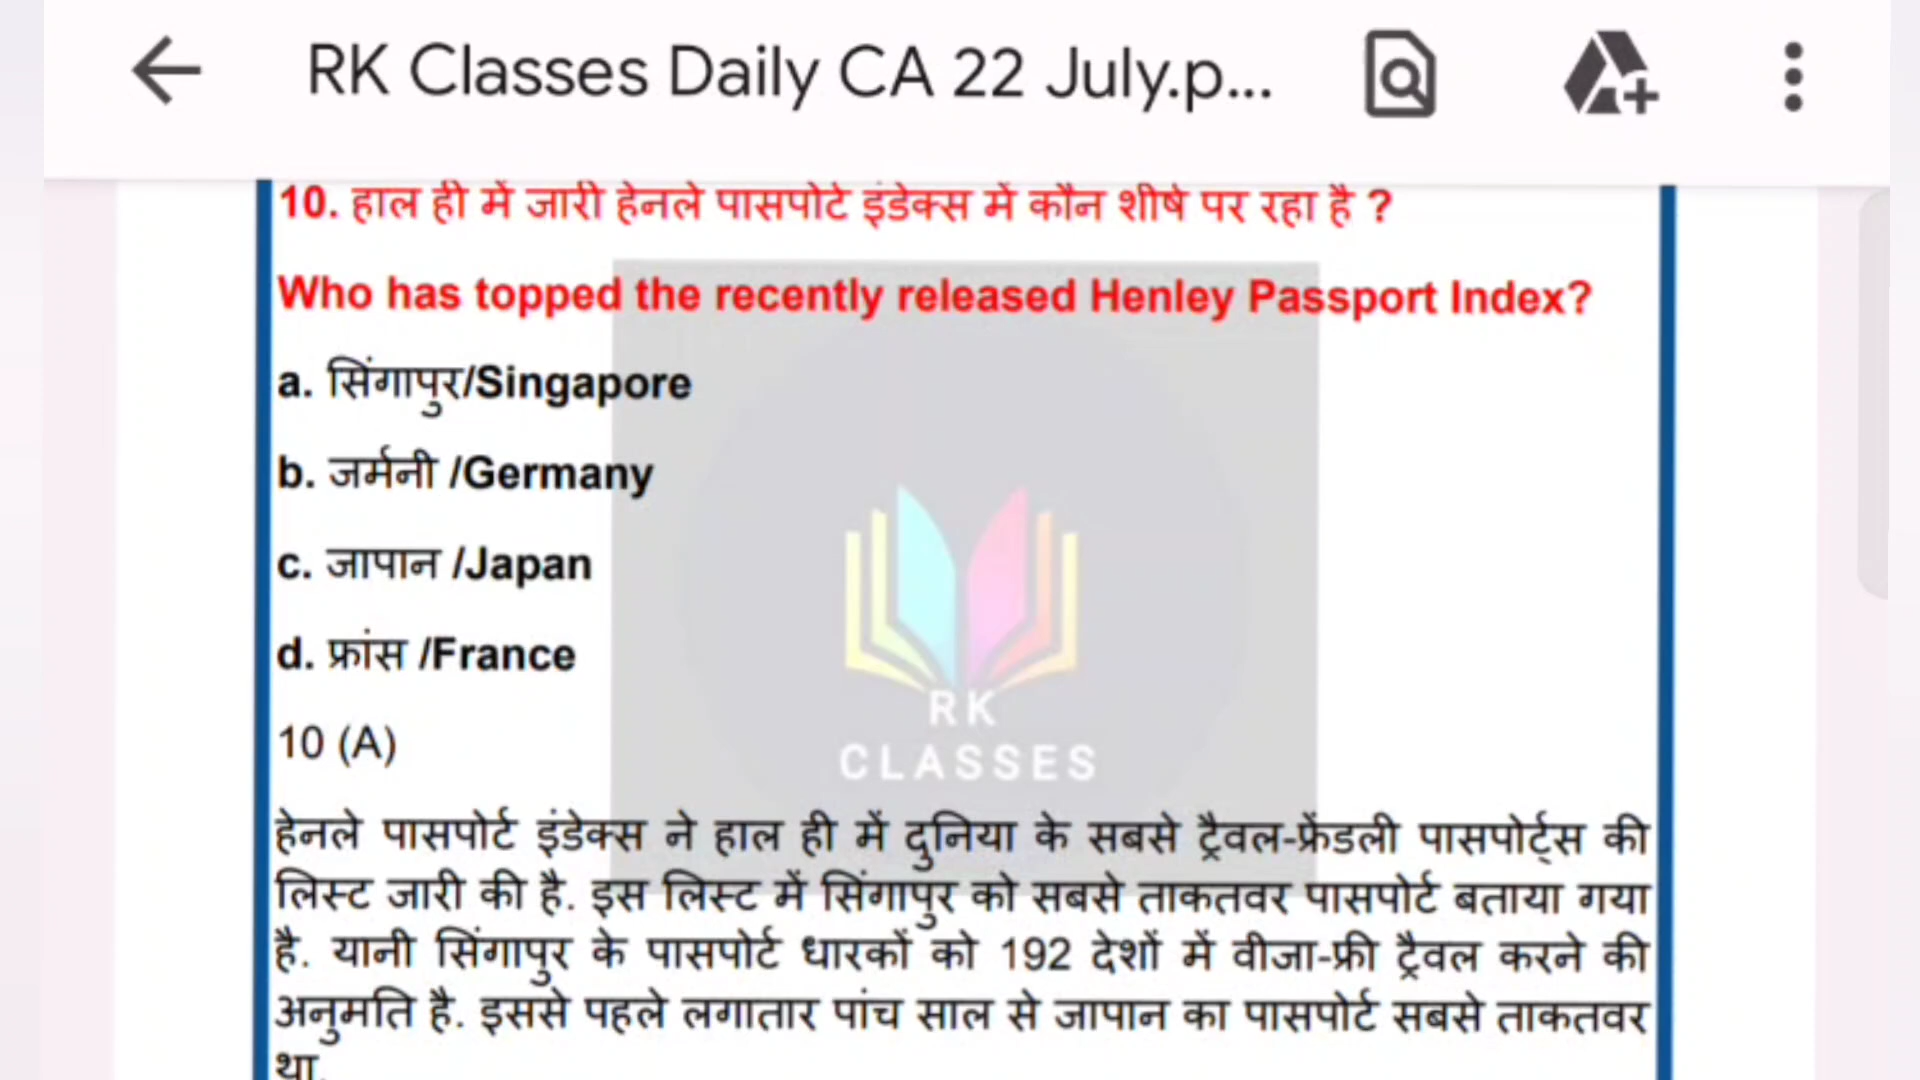 RK Classes Daily CA 22 July.p...
10. हाल ही में जारी हेनले पासपोर्ट इंडेक्स में कौन शीर्ष पर रहा है ?
Who has topped the recently released Henley Passport Index?
a. सिंगापुर/Singapore
b. जर्मनी /Germany
c. जापान /Japan
d. फ्रांस /France
10 (A)
RK
CLASSES
हेनले पासपोर्ट इंडेक्स ने हाल ही में दुनिया के सबसे ट्रैवल-फ्रेंडली पासपोर्ट्स की
लिस्ट जारी की है. इस लिस्ट में सिंगापुर को सबसे ताकतवर पासपोर्ट बताया गया
है. यानी सिंगापुर के पासपोर्ट धारकों को 192 देशों में वीजा-फ्री ट्रैवल करने की
अनुमति है. इससे पहले लगातार पांच साल से जापान का पासपोर्ट सबसे ताकतवर
था.